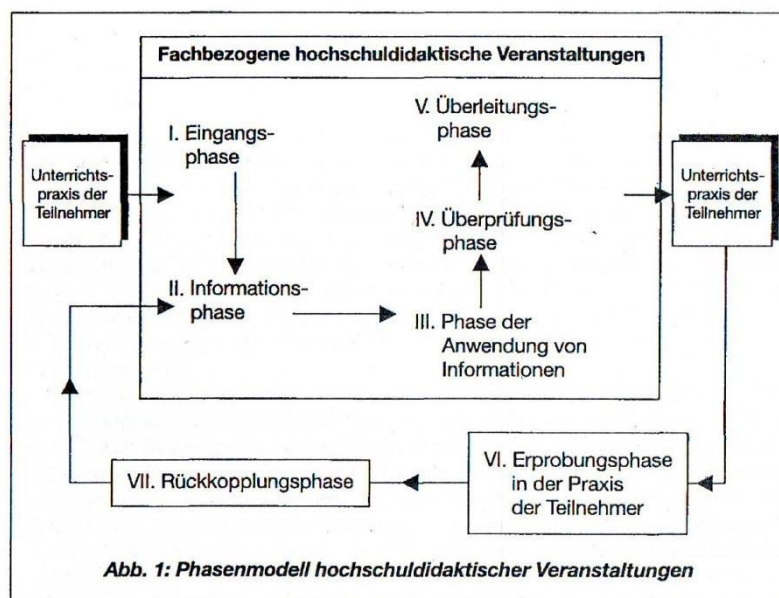 Fachbezogene hochschuldidaktische Veranstaltungen
Unterrichts-
praxis der
Teilnehmer
I. Eingangs-
phase
II. Informations-
phase
III. Phase der
Anwendung von
Informationen
IV. Überprüfungs-
phase
V. Überleitungs-
phase
Unterrichts-
praxis der
Teilnehmer
VI. Erprobungsphase
in der Praxis
der Teilnehmer
VII. Rückkopplungsphase
Abb. 1: Phasenmodell hochschuldidaktischer Veranstaltungen